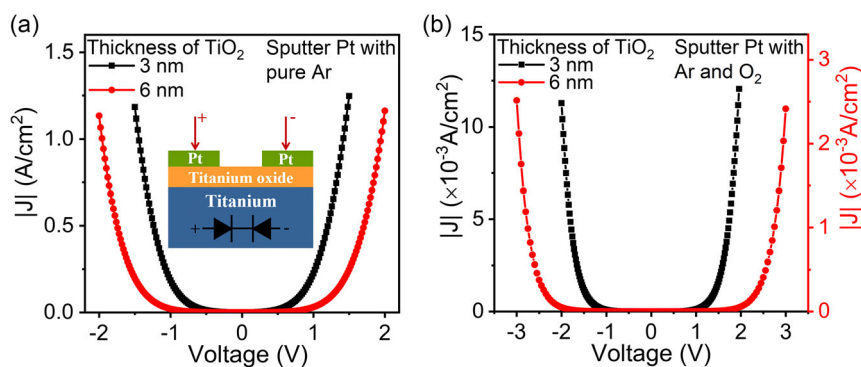 (a)
Thickness of TiO₂
3 nm
6 nm
Sputter Pt with
pure Ar
+
-
Pt
Pt
Titanium oxide
Titanium
+
-
|J| (A/cm²)
1.5
1.0
0.5
0.0
-2
-1
0
1
2
Voltage (V)
(b)
Thickness of TiO₂
3 nm
6 nm
Sputter Pt with
Ar and O₂
|J| (×10⁻³A/cm²)
15
10
5
0
-3
-2
-1
0
1
2
3
Voltage (V)
3
2
1
0
|J| (×10⁻³A/cm²)